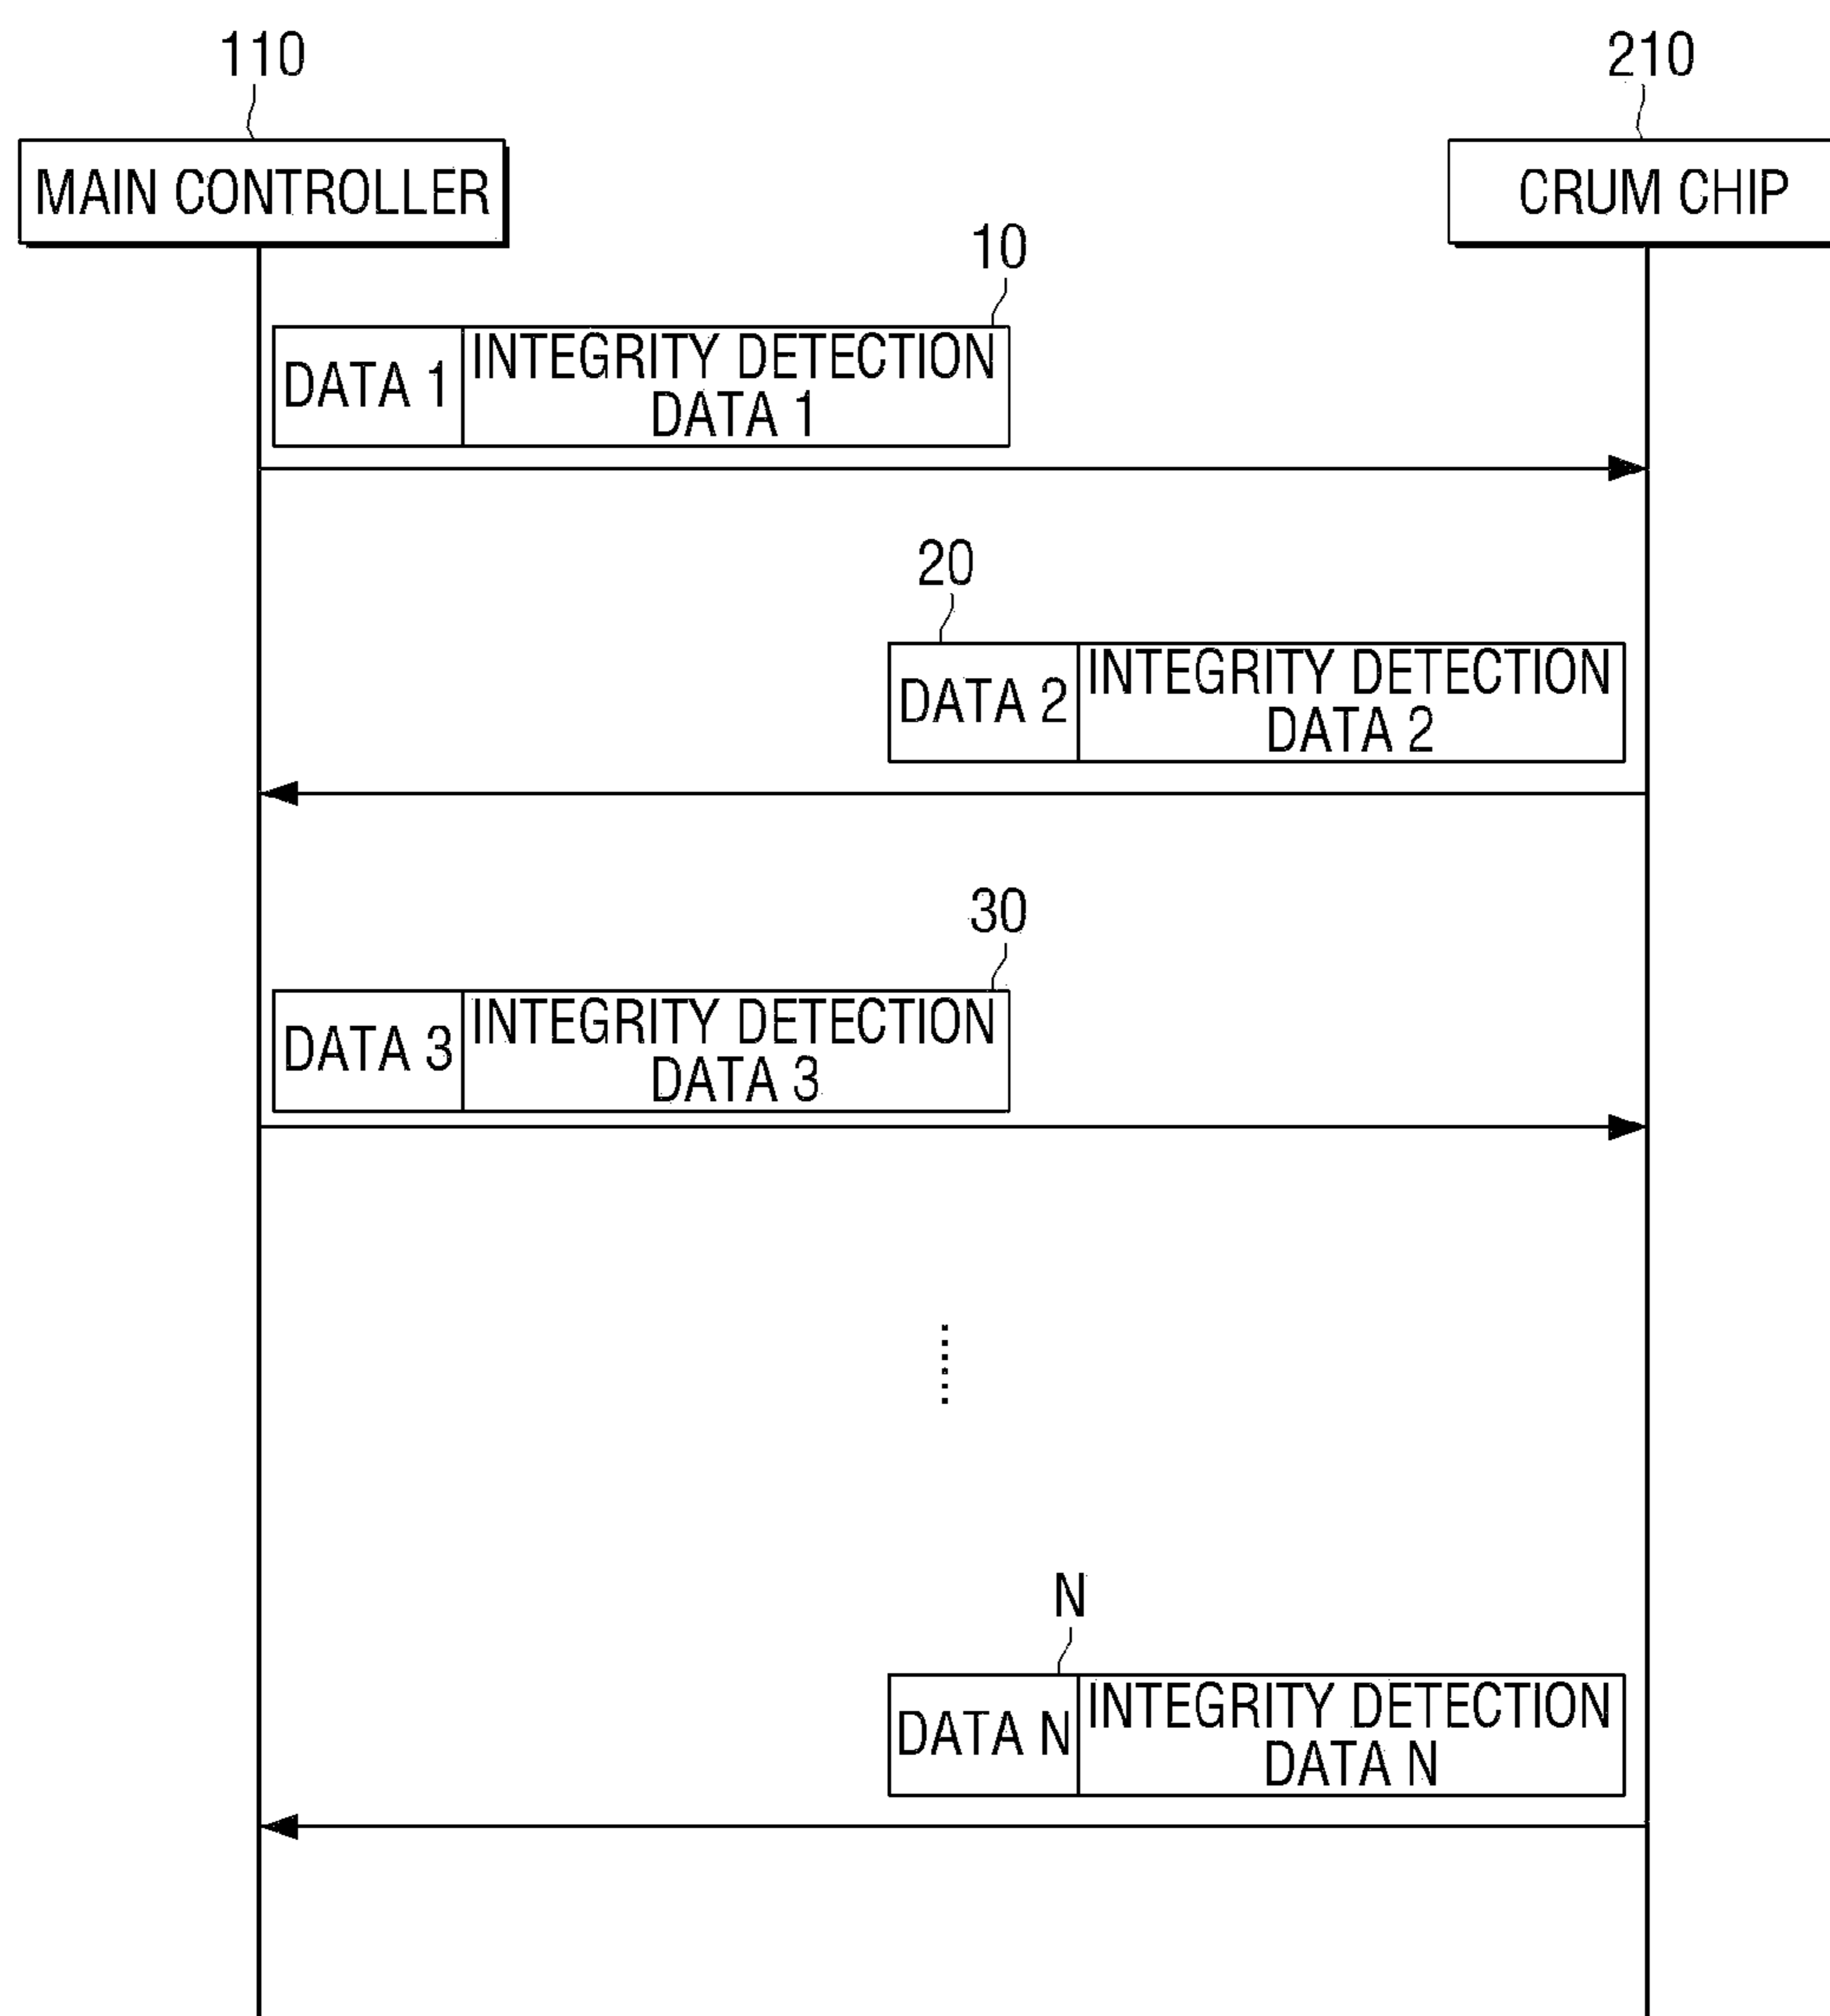 110
210
MAIN CONTROLLER
CRUM CHIP
10
DATA 1
INTEGRITY DETECTION
DATA 1
20
DATA 2
INTEGRITY DETECTION
DATA 2
30
DATA 3
INTEGRITY DETECTION
DATA 3
N
DATA N
INTEGRITY DETECTION
DATA N